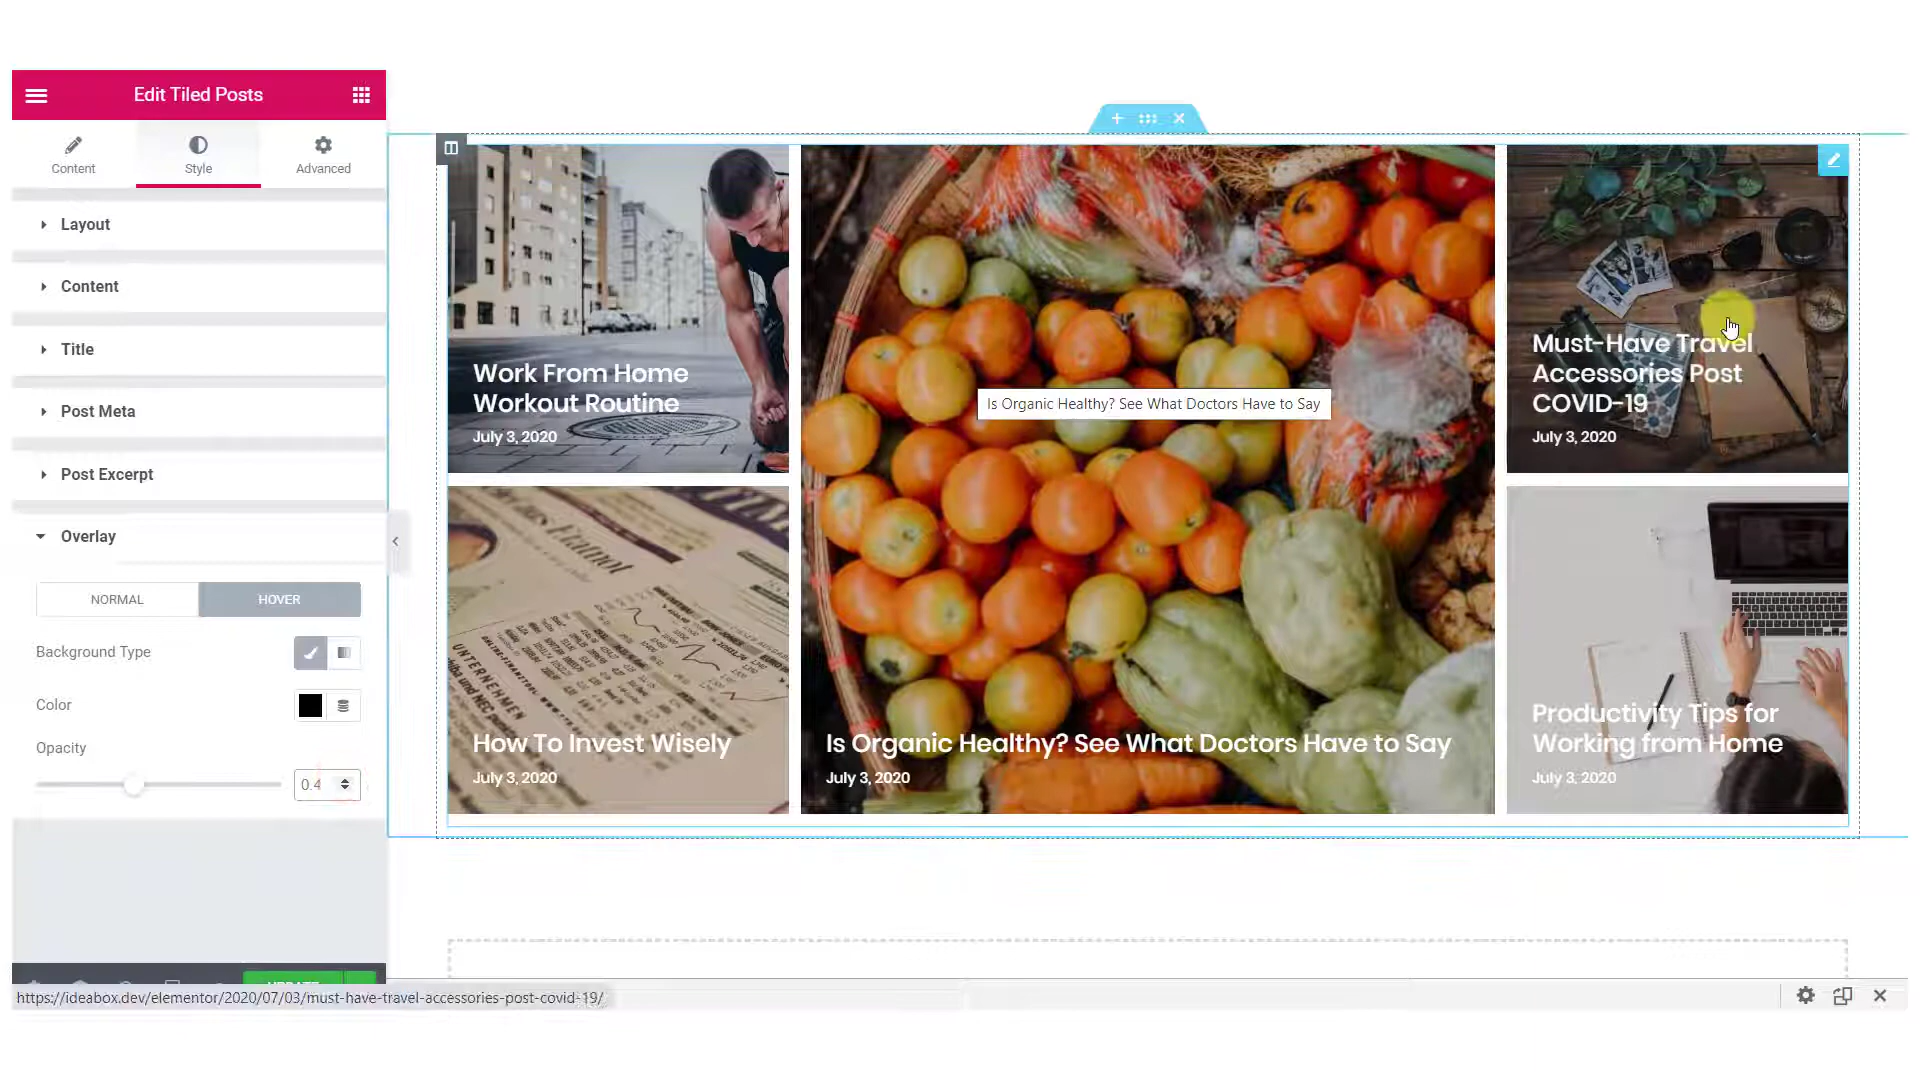 Edit Tiled Posts
Content
Style
Advanced
Layout
Content
Title
Post Meta
Post Excerpt
Overlay
NORMAL
HOVER
Background Type
Color
Opacity
0.4
UPDATE
https://ideabox.dev/elementor/2020/07/03/must-have-travel-accessories-post-covid-19/
Work From Home
Workout Routine
July 3, 2020
How To Invest Wisely
July 3, 2020
UNTERNEHMEN
Is Organic Healthy? See What Doctors Have to Say
Is Organic Healthy? See What Doctors Have to Say
July 3, 2020
Must-Have Travel
Accessories Post
COVID-19
July 3, 2020
Productivity Tips for
Working from Home
July 3, 2020